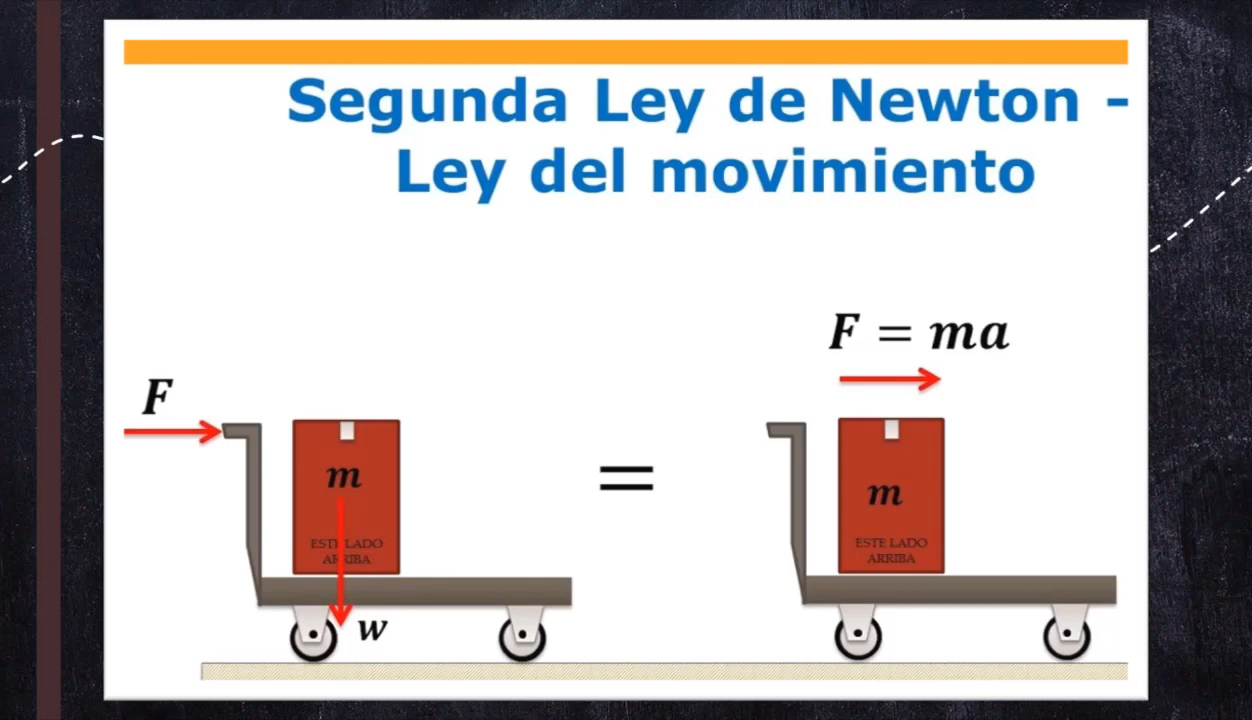 Segunda Ley de Newton -
Ley del movimiento
F = ma
F
m
ESTE LADO
ARRIBA
w
=
m
ESTE LADO
ARRIBA